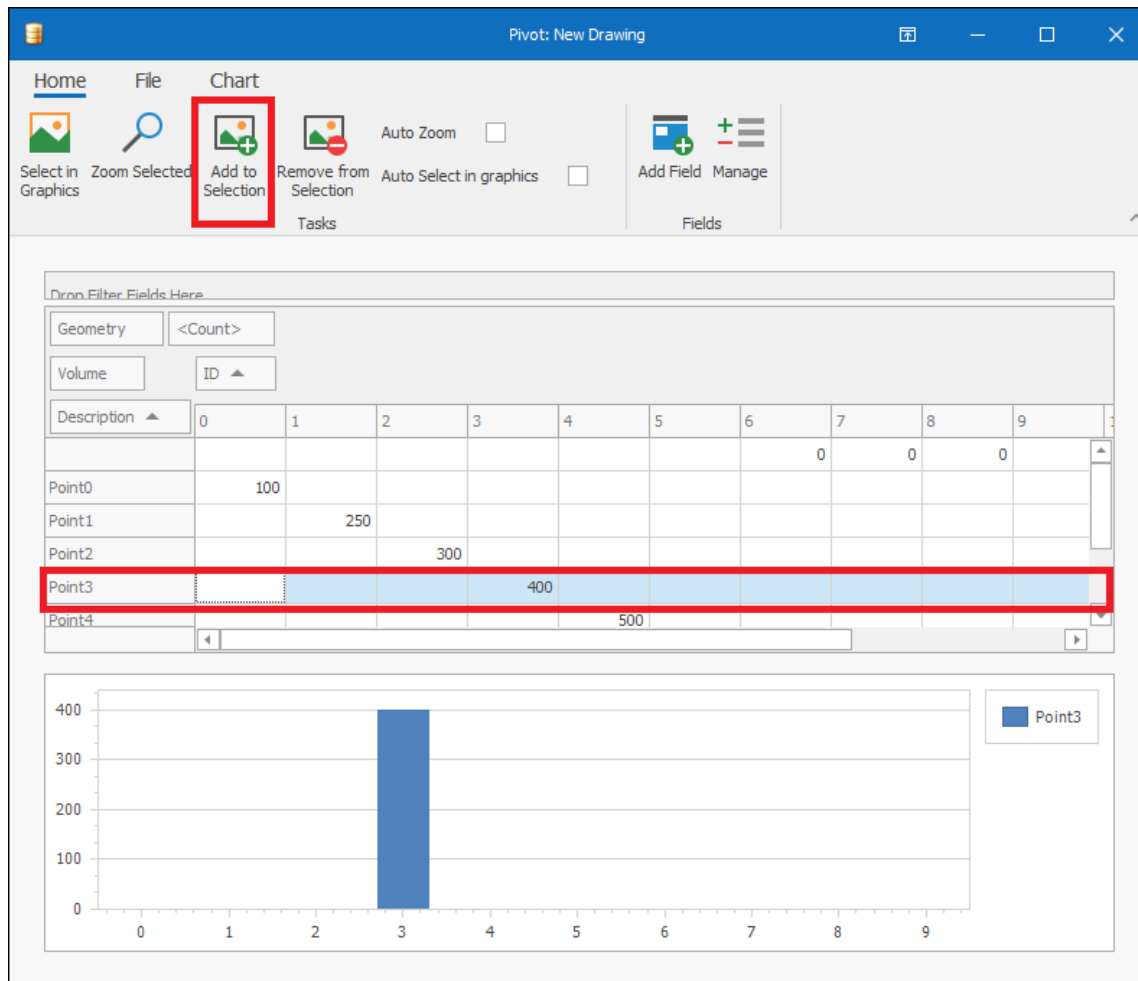 Pivot: New Drawing
Home File Chart
Select in Graphics Zoom Selected Add to Selection Remove from Selection Auto Zoom Auto Select in graphics Add Field Manage
Tasks Fields
Drop Filter Fields Here
Geometry <Count>
Volume ID
Description 0 1 2 3 4 5 6 7 8 9
0 0 0
Point0 100
Point1 250
Point2 300
Point3 400
Point4 500
400
300
200
100
0
0 1 2 3 4 5 6 7 8 9
Point3